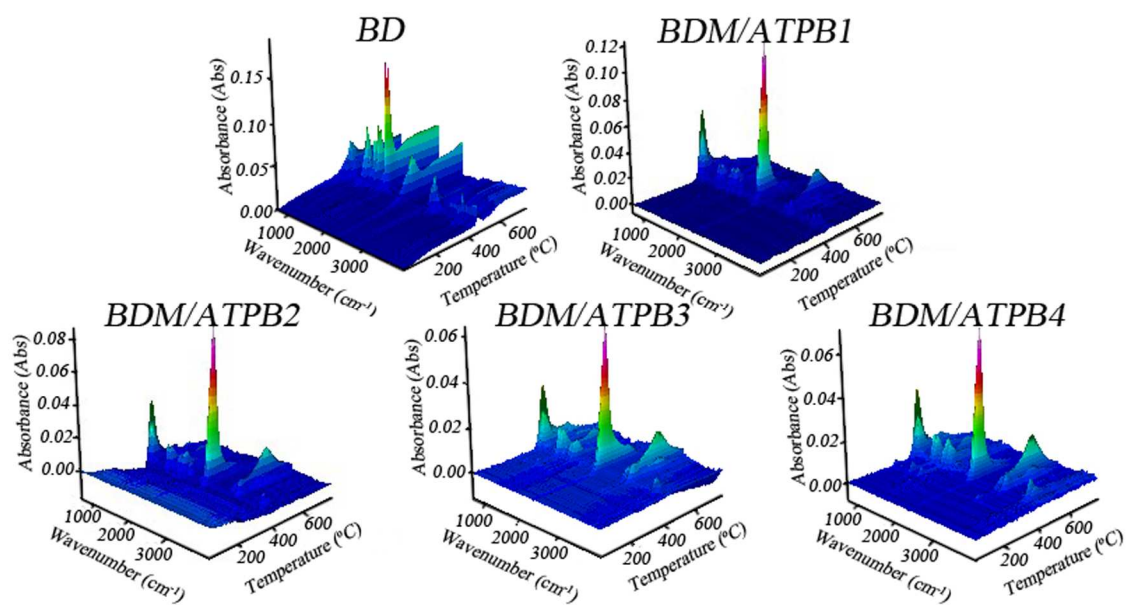 BD
Absorbance (Abs)
0.15
0.10
0.05
0.00
1000
2000
3000
Wavenumber (cm⁻¹)
200
400
600
Temperature (ºC)
BDM/ATPB1
Absorbance (Abs)
0.12
0.10
0.08
0.06
0.04
0.02
0.00
1000
2000
3000
Wavenumber (cm⁻¹)
200
400
600
Temperature (ºC)
BDM/ATPB2
Absorbance (Abs)
0.08
0.06
0.04
0.02
0.00
1000
2000
3000
Wavenumber (cm⁻¹)
200
400
600
Temperature (ºC)
BDM/ATPB3
Absorbance (Abs)
0.06
0.04
0.02
0.00
1000
2000
3000
Wavenumber (cm⁻¹)
200
400
600
Temperature (ºC)
BDM/ATPB4
Absorbance (Abs)
0.06
0.04
0.02
0.00
1000
2000
3000
Wavenumber (cm⁻¹)
200
400
600
Temperature (ºC)